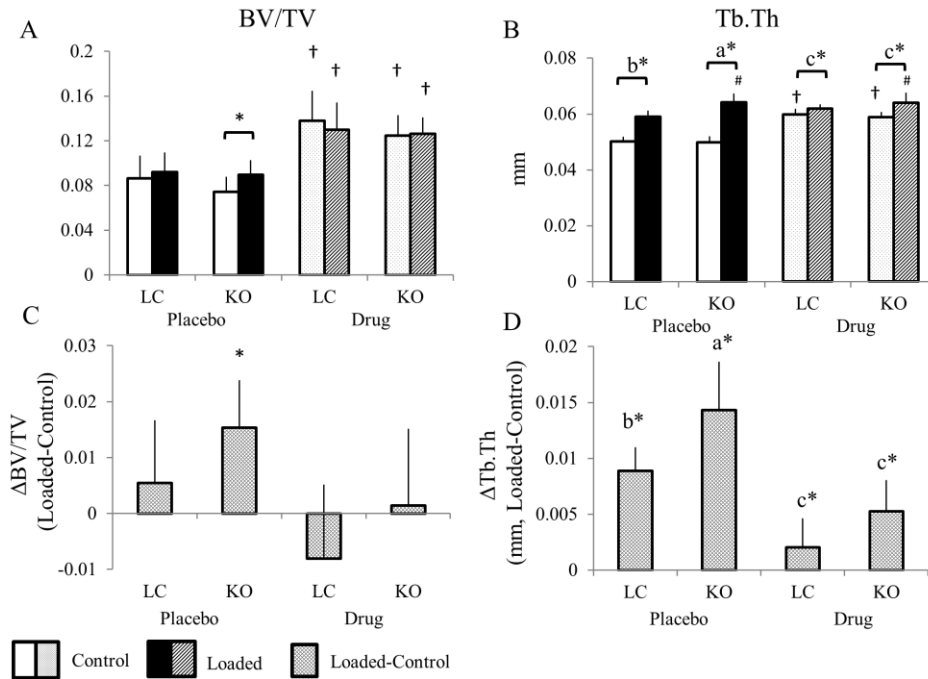 A
BV/TV
0.2
0.16
0.12
0.08
0.04
0
*
†
†
†
†
LC
KO
LC
KO
Placebo
Drug
B
Tb.Th
0.08
0.06
0.04
0.02
0
mm
b*
a*
#
c*
†
c*
†
#
LC
KO
LC
KO
Placebo
Drug
C
0.03
0.02
0.01
0
-0.01
ΔBV/TV
(Loaded-Control)
*
LC
KO
LC
KO
Placebo
Drug
D
0.02
0.015
0.01
0.005
0
ΔTb.Th
(mm, Loaded-Control)
b*
a*
c*
c*
LC
KO
LC
KO
Placebo
Drug
Control
Loaded
Loaded-Control